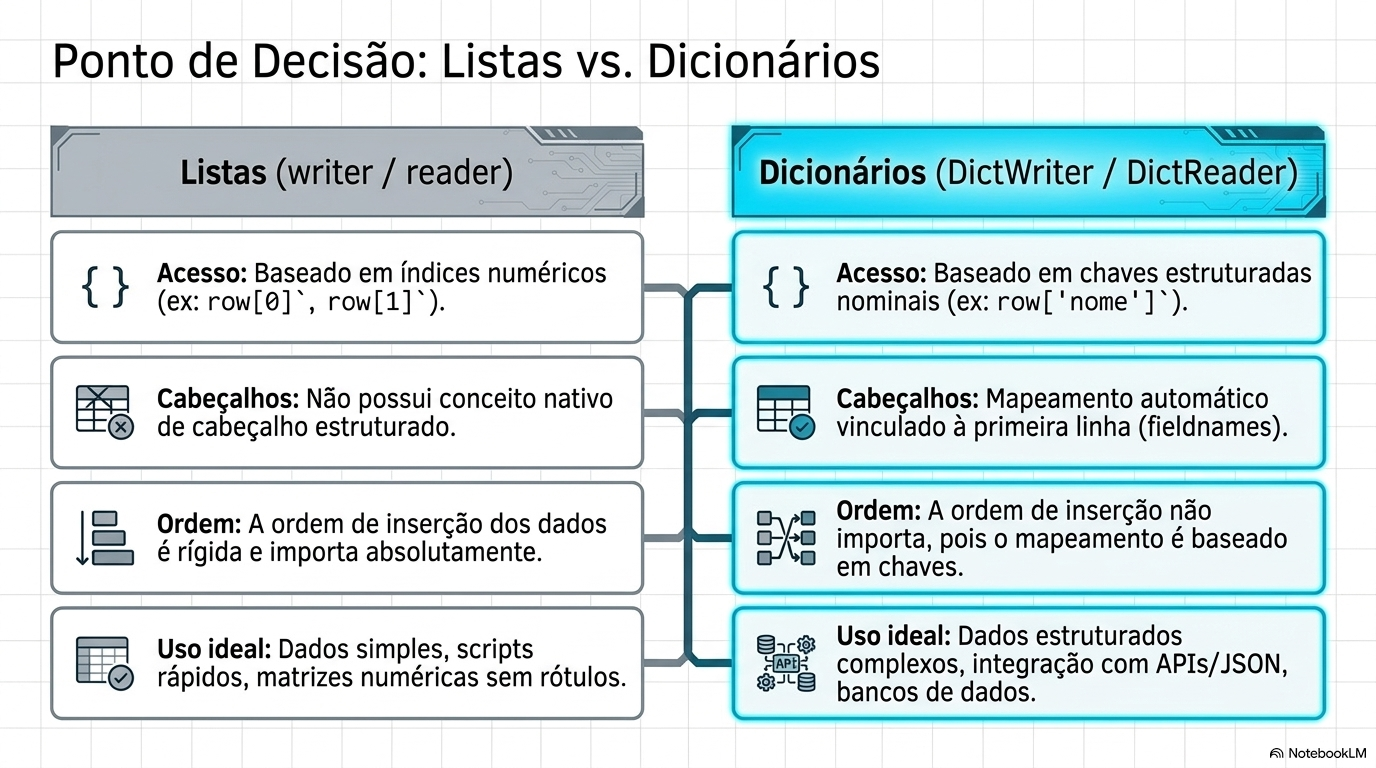 Ponto de Decisão: Listas vs. Dicionários
Listas (writer / reader)
{ } Acesso: Baseado em índices numéricos
(ex: row[0]`, row[1]`).
Cabeçalhos: Não possui conceito nativo
de cabeçalho estruturado.
Ordem: A ordem de inserção dos dados
é rígida e importa absolutamente.
Uso ideal: Dados simples, scripts
rápidos, matrizes numéricas sem rótulos.
Dicionários (DictWriter / DictReader)
{ } Acesso: Baseado em chaves estruturadas
nominais (ex: row['nome']`).
Cabeçalhos: Mapeamento automático
vinculado à primeira linha (fieldnames).
Ordem: A ordem de inserção não
importa, pois o mapeamento é baseado
em chaves.
API
Uso ideal: Dados estruturados
complexos, integração com APIs/JSON,
bancos de dados.
NotebookLM